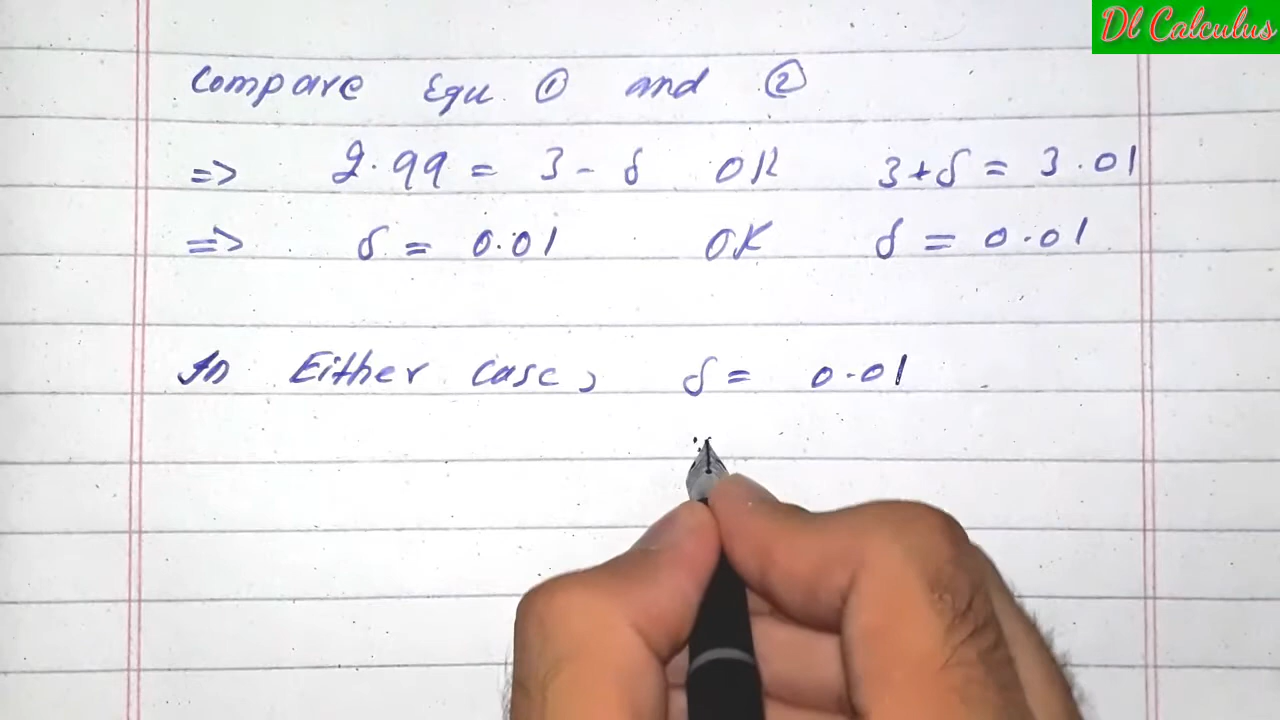 Dl Calculus
Compare Equ ① and ②
=> 2.99 = 3 - δ OR 3+δ = 3.01
=> δ = 0.01 OR δ = 0.01
In Either Case, δ = 0.01